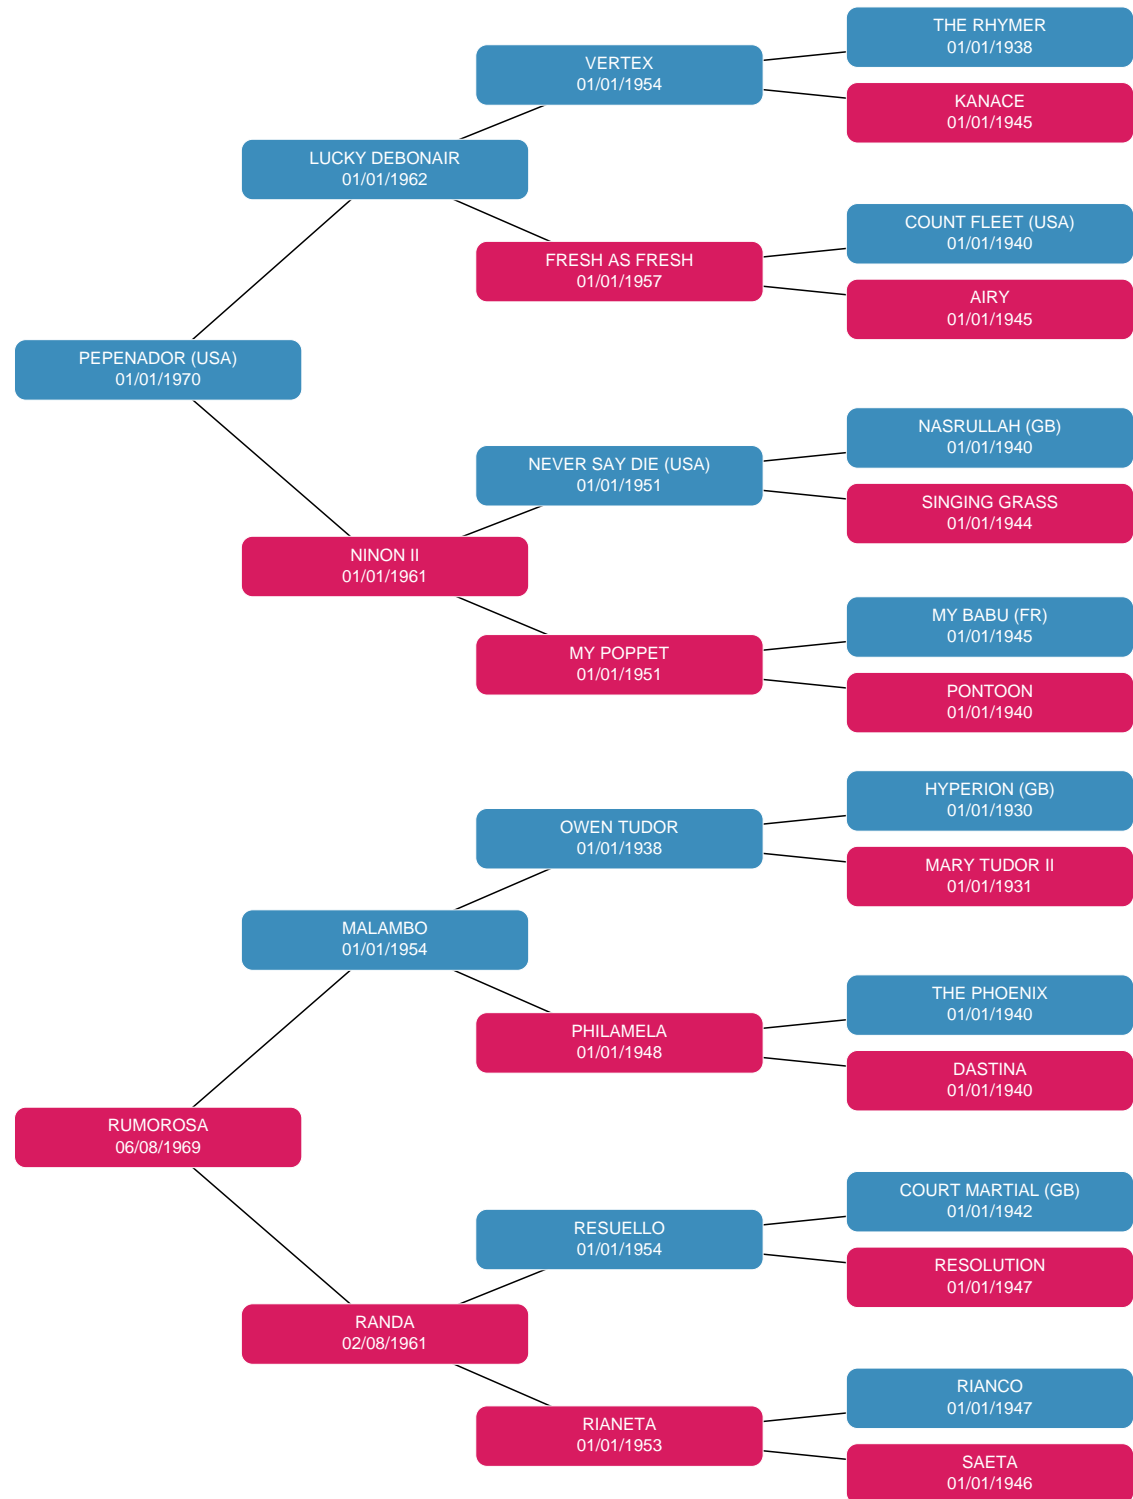 THE RHYMER
01/01/1938
VERTEX
01/01/1954
KANACE
01/01/1945
LUCKY DEBONAIR
01/01/1962
COUNT FLEET (USA)
01/01/1940
FRESH AS FRESH
01/01/1957
AIRY
01/01/1945
PEPENADOR (USA)
01/01/1970
NASRULLAH (GB)
01/01/1940
NEVER SAY DIE (USA)
01/01/1951
SINGING GRASS
01/01/1944
NINON II
01/01/1961
MY BABU (FR)
01/01/1945
MY POPPET
01/01/1951
PONTOON
01/01/1940
HYPERION (GB)
01/01/1930
OWEN TUDOR
01/01/1938
MARY TUDOR II
01/01/1931
MALAMBO
01/01/1954
THE PHOENIX
01/01/1940
PHILAMELA
01/01/1948
DASTINA
01/01/1940
RUMOROSA
06/08/1969
COURT MARTIAL (GB)
01/01/1942
RESUELLO
01/01/1954
RESOLUTION
01/01/1947
RANDA
02/08/1961
RIANCO
01/01/1947
RIANETA
01/01/1953
SAETA
01/01/1946